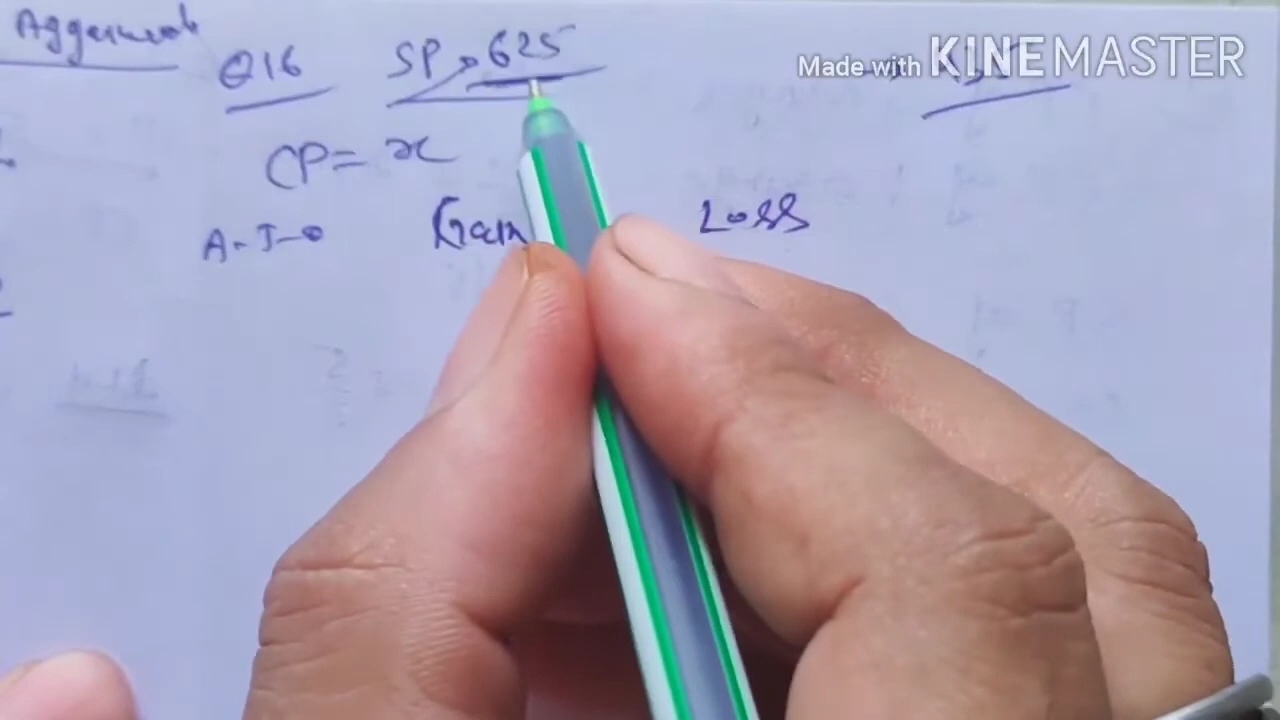 Aggarwal
Q16 SP → 625
Made with KINEMASTER
CP = x
A-T-Q Gain Loss